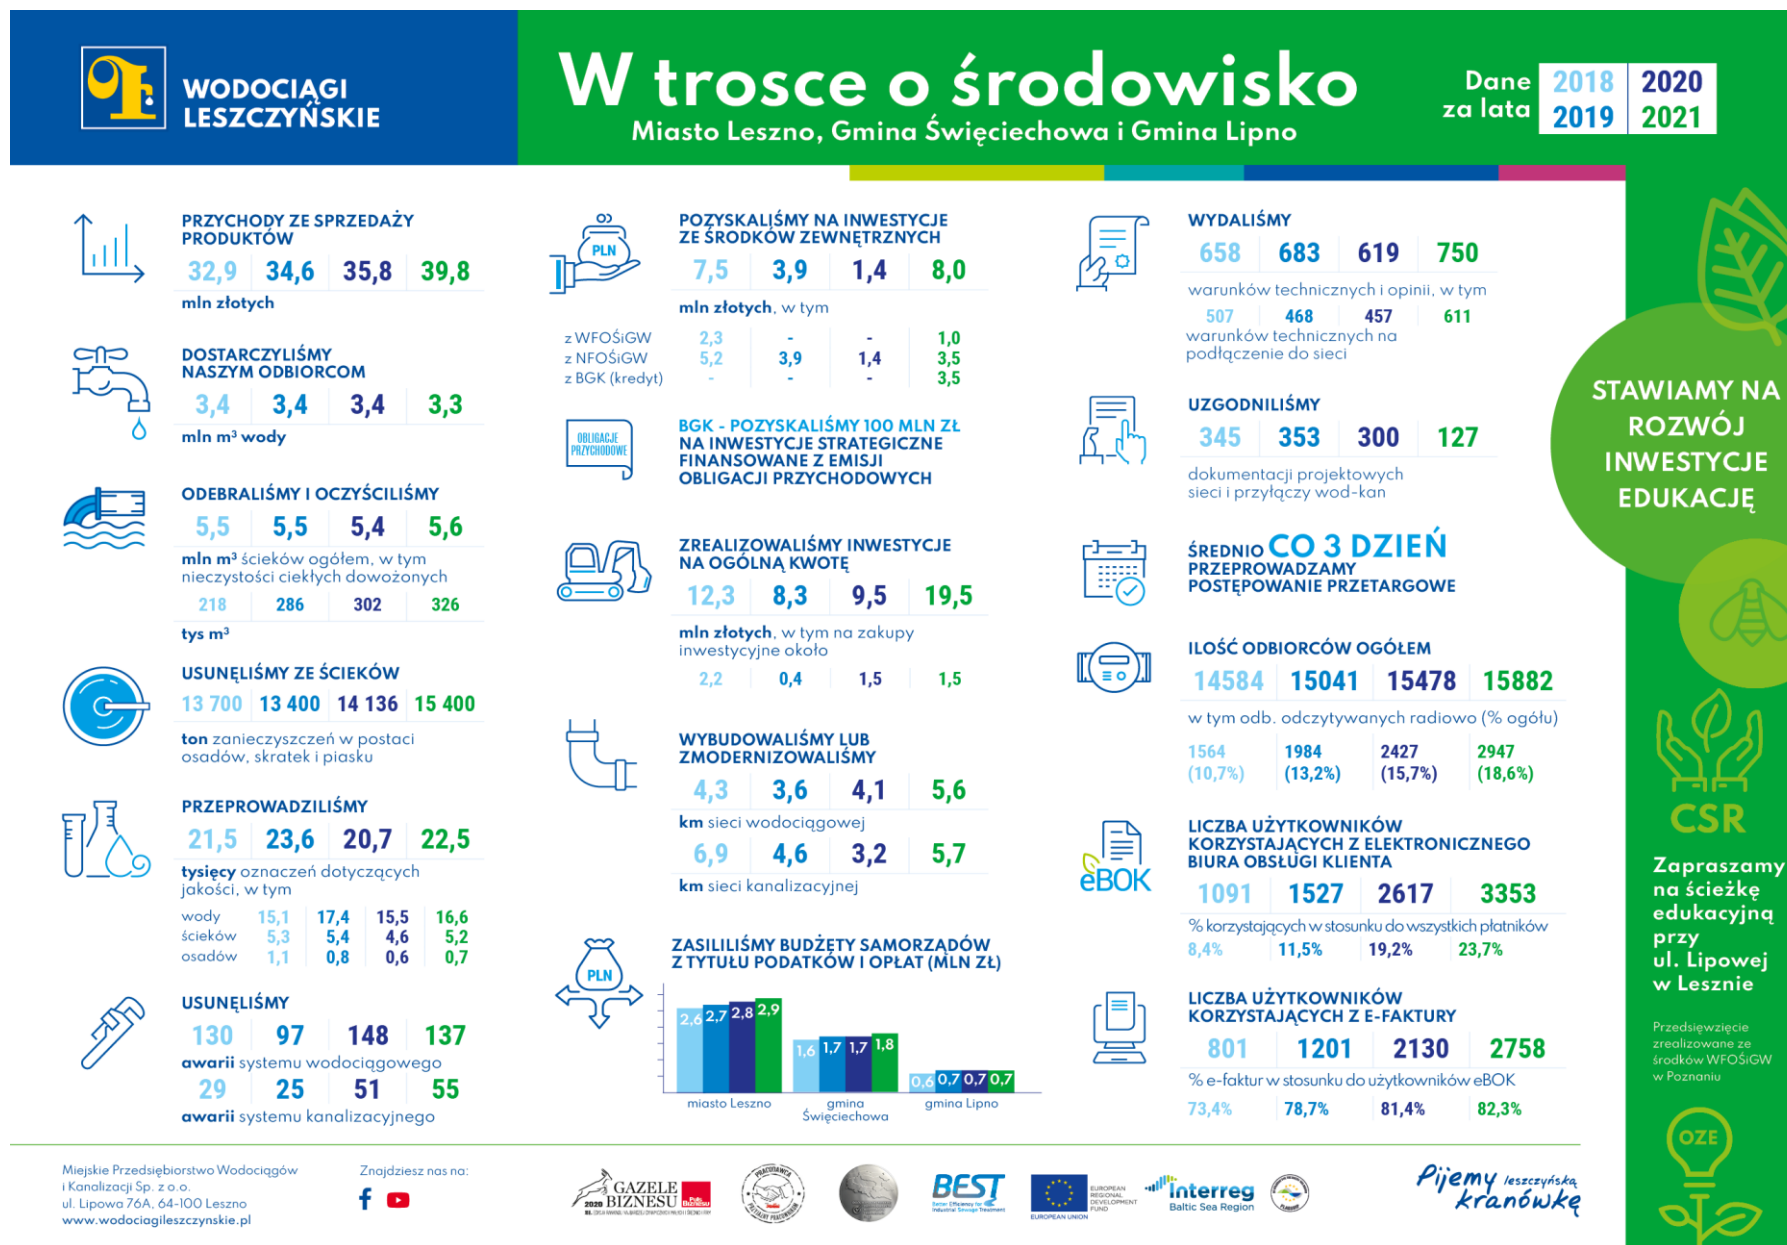 WODOCIĄGI
LESZCZYŃSKIE
W trosce o środowisko
Miasto Leszno, Gmina Święciechowa i Gmina Lipno
Dane
za lata
2018 2020
2019 2021
PRZYCHODY ZE SPRZEDAŻY
PRODUKTÓW
32,9 34,6 35,8 39,8
mln złotych
DOSTARCZYLIŚMY
NASZYM ODBIORCOM
3,4 3,4 3,4 3,3
mln m³ wody
ODEBRALIŚMY I OCZYŚCILIŚMY
5,5 5,5 5,4 5,6
mln m³ ścieków ogółem, w tym
nieczystości ciekłych dowożonych
218 286 302 326
tys m³
USUNĘLIŚMY ZE ŚCIEKÓW
13 700 13 400 14 136 15 400
ton zanieczyszczeń w postaci
osadów, skratek i piasku
PRZEPROWADZILIŚMY
21,5 23,6 20,7 22,5
tysięcy oznaczeń dotyczących
jakości, w tym
wody 15,1 17,4 15,5 16,6
ścieków 5,3 5,4 4,6 5,2
osadów 1,1 0,8 0,6 0,7
USUNĘLIŚMY
130 97 148 137
awarii systemu wodociągowego
29 25 51 55
awarii systemu kanalizacyjnego
PLN
POZYSKALIŚMY NA INWESTYCJE
ZE ŚRODKÓW ZEWNĘTRZNYCH
7,5 3,9 1,4 8,0
mln złotych, w tym
z WFOŚiGW 2,3 - - 1,0
z NFOŚiGW 5,2 3,9 1,4 3,5
z BGK (kredyt) - - - 3,5
OBLIGACJE
PRZYCHODOWE
BGK - POZYSKALIŚMY 100 MLN ZŁ
NA INWESTYCJE STRATEGICZNE
FINANSOWANE Z EMISJI
OBLIGACJI PRZYCHODOWYCH
ZREALIZOWALIŚMY INWESTYCJE
NA OGÓLNĄ KWOTĘ
12,3 8,3 9,5 19,5
mln złotych, w tym na zakupy
inwestycyjne około
2,2 0,4 1,5 1,5
WYBUDOWALIŚMY LUB
ZMODERNIZOWALIŚMY
4,3 3,6 4,1 5,6
km sieci wodociągowej
6,9 4,6 3,2 5,7
km sieci kanalizacyjnej
PLN
ZASILILIŚMY BUDŻETY SAMORZĄDÓW
Z TYTUŁU PODATKÓW I OPŁAT (MLN ZŁ)
2,6 2,7 2,8 2,9
1,6 1,7 1,7 1,8
0,6 0,7 0,7 0,7
miasto Leszno
gmina
Święciechowa
gmina Lipno
WYDALIŚMY
658 683 619 750
warunków technicznych i opinii, w tym
507 468 457 611
warunków technicznych na
podłączenie do sieci
UZGODNILIŚMY
345 353 300 127
dokumentacji projektowych
sieci i przyłączy wod-kan
ŚREDNIO CO 3 DZIEŃ
PRZEPROWADZAMY
POSTĘPOWANIE PRZETARGOWE
ILOŚĆ ODBIORCÓW OGÓŁEM
14584 15041 15478 15882
w tym odb. odczytywanych radiowo (% ogółu)
1564 1984 2427 2947
(10,7%) (13,2%) (15,7%) (18,6%)
eBOK
LICZBA UŻYTKOWNIKÓW
KORZYSTAJĄCYCH Z ELEKTRONICZNEGO
BIURA OBSŁUGI KLIENTA
1091 1527 2617 3353
% korzystających w stosunku do wszystkich płatników
8,4% 11,5% 19,2% 23,7%
LICZBA UŻYTKOWNIKÓW
KORZYSTAJĄCYCH Z E-FAKTURY
801 1201 2130 2758
% e-faktur w stosunku do użytkowników eBOK
73,4% 78,7% 81,4% 82,3%
STAWIAMY NA
ROZWÓJ
INWESTYCJE
EDUKACJĘ
CSR
Zapraszamy
na ścieżkę
edukacyjną
przy
ul. Lipowej
w Lesznie
Przedsięwzięcie
zrealizowane ze
środków WFOŚiGW
w Poznaniu
OZE
Miejskie Przedsiębiorstwo Wodociągów
i Kanalizacji Sp. z o.o.
ul. Lipowa 76A, 64-100 Leszno
www.wodociagileszczynskie.pl
Znajdziesz nas na:
GAZELE
2020 BIZNESU
Puls
Biznesu
PRACODAWCA
BEST
Better Efficiency for
Industrial Sewage Treatment
EUROPEAN UNION
EUROPEAN
REGIONAL
DEVELOPMENT
FUND
Interreg
Baltic Sea Region
Pijemy leszczyńską
kranówkę